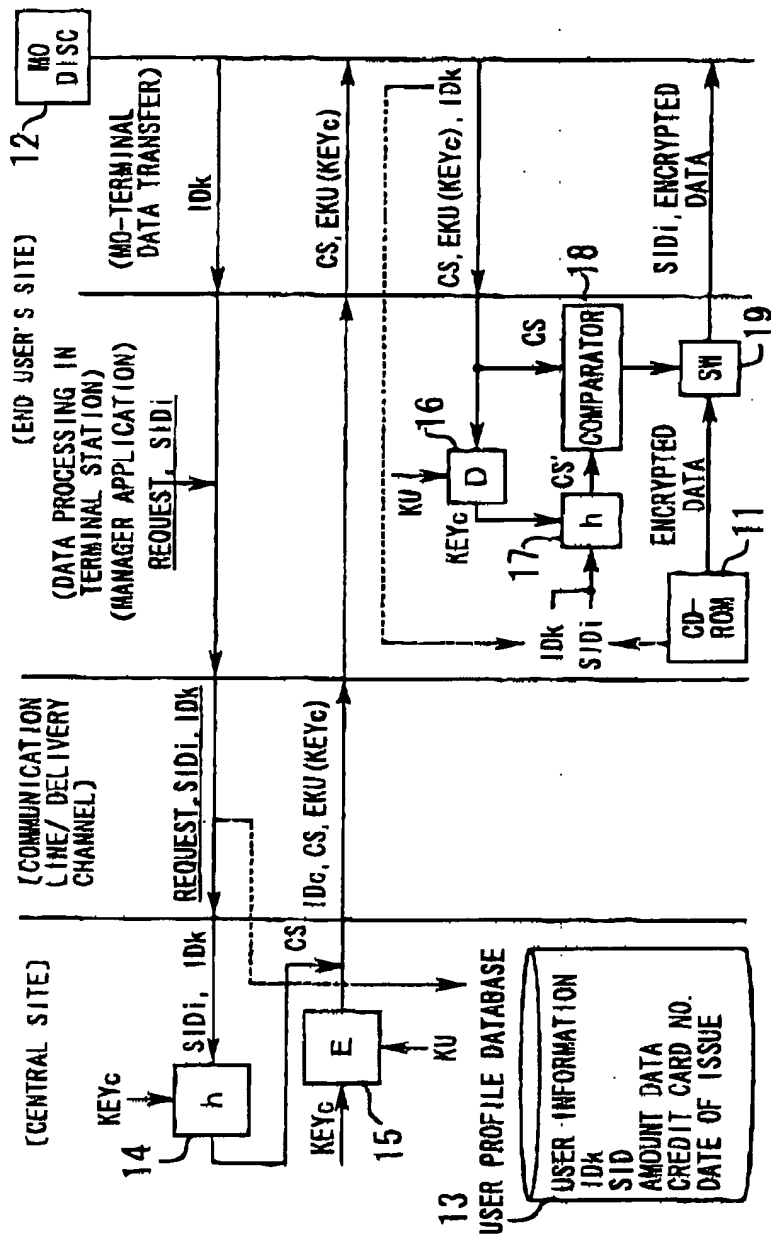 [CENTRAL SITE)
[COMMUNICATION
LINE/ DELIVERY
CHANNEL]
(END USER'S SITE)
(DATA PROCESSING IN
TERMINAL STATION)
(MANAGER APPLICATION)
(MO-TERMINAL
DATA TRANSFER)
12
MO
DISC
IDk
REQUEST, SIDi
REQUEST, SIDi, IDk
SIDi, IDk
KEYc
h
14
CS
E
15
KEYc
KU
IDc, CS, EKU(KEYc)
CS, EKU(KEYc)
IDk
CS, EKU(KEYc), IDk
KU
D
16
KEYc
CS
CS'
COMPARATOR
18
h
17
IDk
SIDi
SW
19
SIDi, ENCRYPTED
DATA
ENCRYPTED
DATA
CD-
ROM
11
13
USER PROFILE DATABASE
USER INFORMATION
IDk
SID
AMOUNT DATA
CREDIT CARD NO.
DATE OF ISSUE